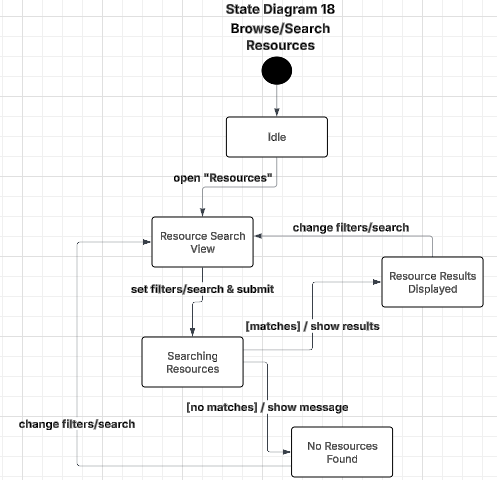 State Diagram 18
Browse/Search
Resources
Idle
open "Resources"
Resource Search
View
change filters/search
Resource Results
Displayed
set filters/search & submit
[matches] / show results
Searching
Resources
[no matches] / show message
change filters/search
No Resources
Found